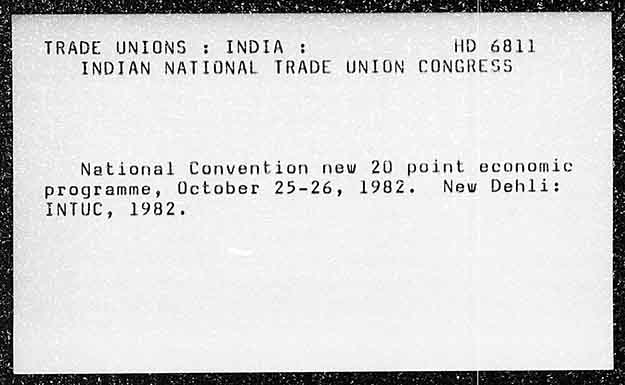 TRADE UNIONS : INDIA : HD 6811
INDIAN NATIONAL TRADE UNION CONGRESS
National Convention new 20 point economic
programme, October 25-26, 1982. New Dehli:
INTUC, 1982.